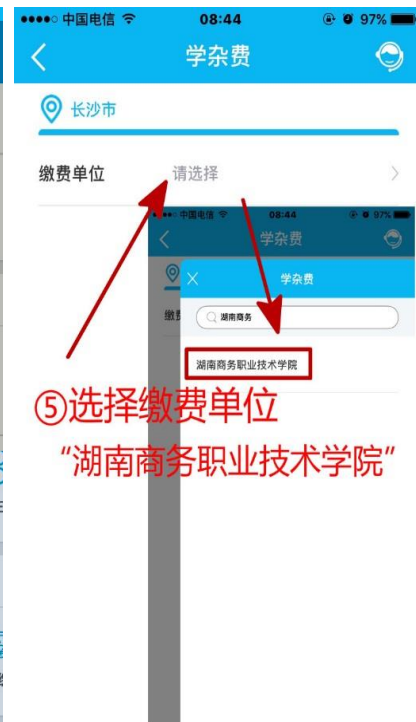 中国电信 08:44 97%
学杂费
长沙市
缴费单位 请选择
中国电信 08:44 97%
学杂费
学杂费
湖南商务
湖南商务职业技术学院
⑤选择缴费单位
“湖南商务职业技术学院”